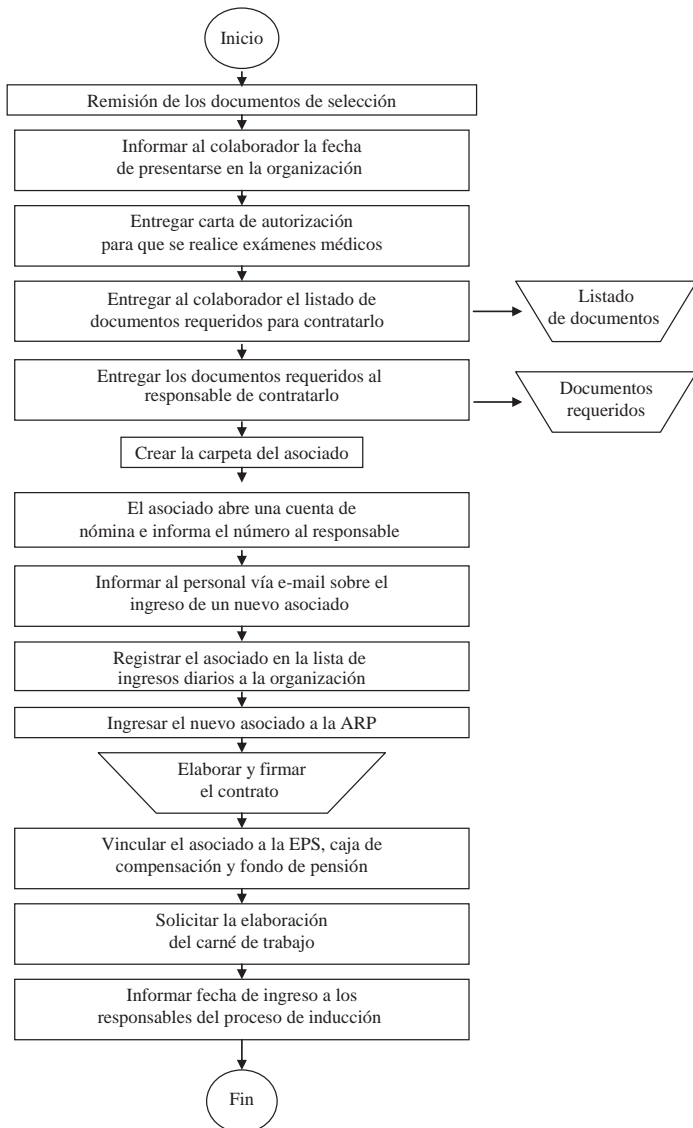 Inicio
Remisión de los documentos de selección
Informar al colaborador la fecha
de presentarse en la organización
Entregar carta de autorización
para que se realice exámenes médicos
Entregar al colaborador el listado de
documentos requeridos para contratarlo
Listado
de documentos
Entregar los documentos requeridos al
responsable de contratarlo
Documentos
requeridos
Crear la carpeta del asociado
El asociado abre una cuenta de
nómina e informa el número al responsable
Informar al personal vía e-mail sobre el
ingreso de un nuevo asociado
Registrar el asociado en la lista de
ingresos diarios a la organización
Ingresar el nuevo asociado a la ARP
Elaborar y firmar
el contrato
Vincular el asociado a la EPS, caja de
compensación y fondo de pensión
Solicitar la elaboración
del carné de trabajo
Informar fecha de ingreso a los
responsables del proceso de inducción
Fin